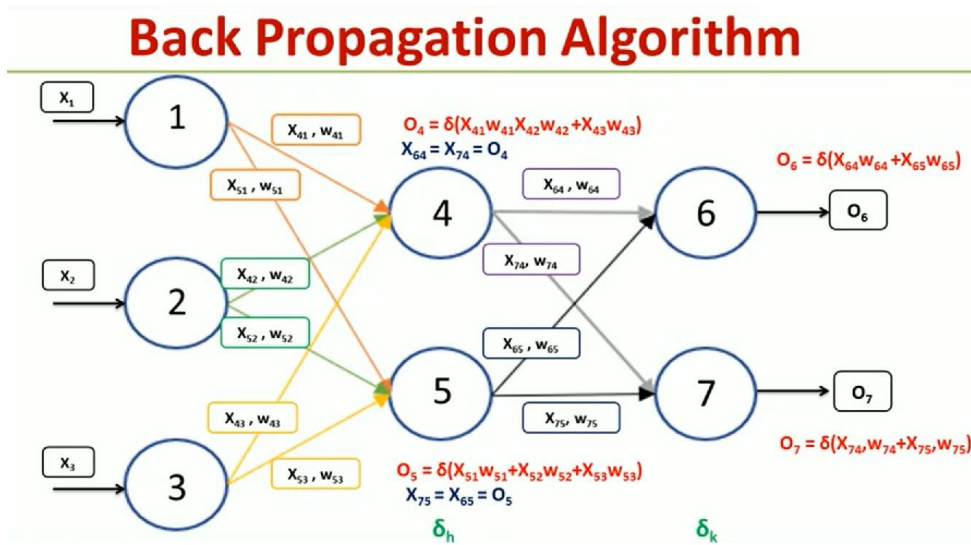 Back Propagation Algorithm
X₁
1
X₄₁ , w₄₁
O₄ = δ(X₄₁w₄₁X₄₂w₄₂ +X₄₃w₄₃)
X₆₄ = X₇₄ = O₄
O₆ = δ(X₆₄w₆₄ +X₆₅w₆₅)
X₅₁ , w₅₁
X₆₄ , w₆₄
4
6
O₆
X₇₄, w₇₄
X₂
2
X₄₂ , w₄₂
X₅₂ , w₅₂
X₆₅ , w₆₅
5
7
O₇
X₄₃ , w₄₃
X₇₅, w₇₅
O₇ = δ(X₇₄,w₇₄+X₇₅,w₇₅)
X₃
3
X₅₃ , w₅₃
O₅ = δ(X₅₁w₅₁+X₅₂w₅₂+X₅₃w₅₃)
X₇₅ = X₆₅ = O₅
δₕ
δₖ